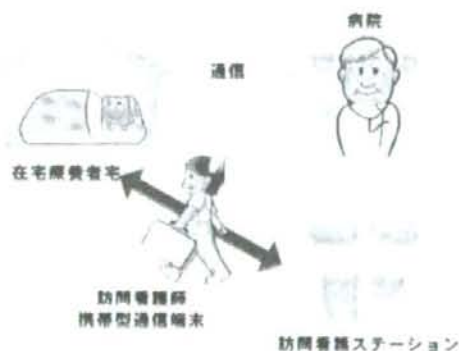 病院
通信
在宅療養者宅
訪問看護師
携帯型通信端末
訪問看護ステーション